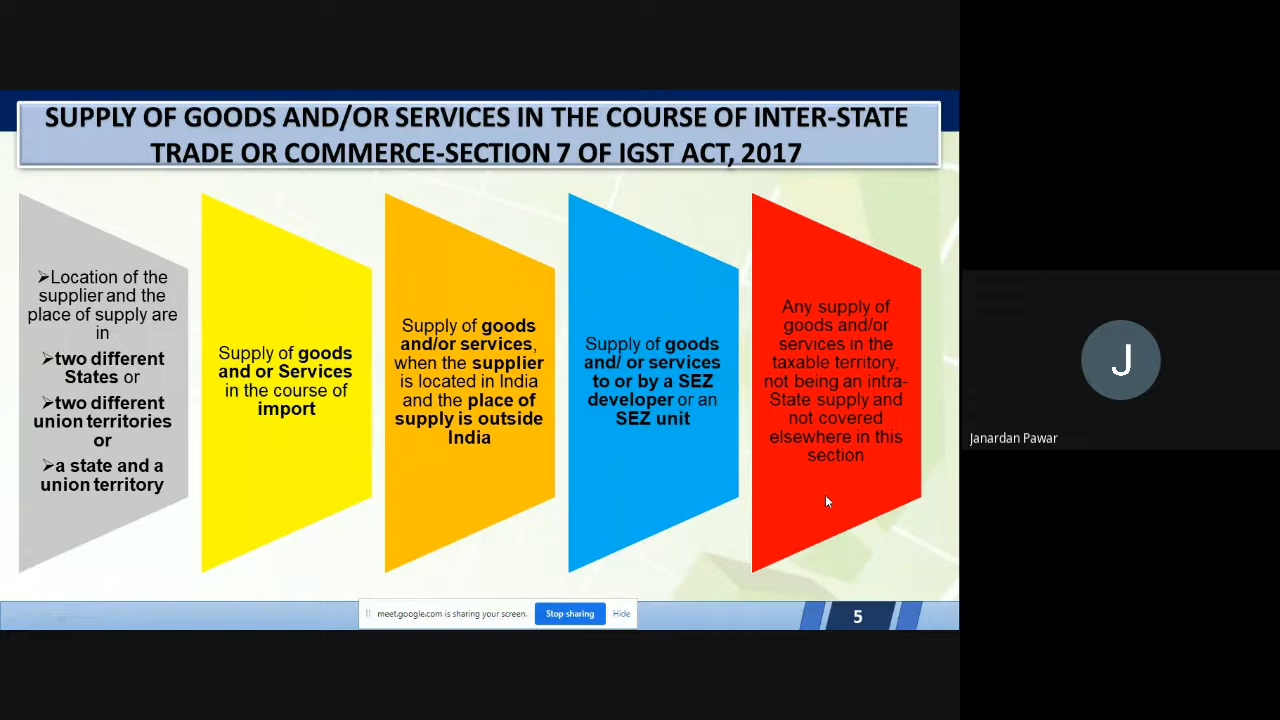 SUPPLY OF GOODS AND/OR SERVICES IN THE COURSE OF INTER-STATE
TRADE OR COMMERCE-SECTION 7 OF IGST ACT, 2017
➢Location of the
supplier and the
place of supply are
in
➢two different
States or
➢two different
union territories
or
➢a state and a
union territory
Supply of goods
and or Services
in the course of
import
Supply of goods
and/or services,
when the supplier
is located in India
and the place of
supply is outside
India
Supply of goods
and/ or services
to or by a SEZ
developer or an
SEZ unit
Any supply of
goods and/or
services in the
taxable territory,
not being an intra-
State supply and
not covered
elsewhere in this
section
J
Janardan Pawar
meet.google.com is sharing your screen.
Stop sharing
Hide
5